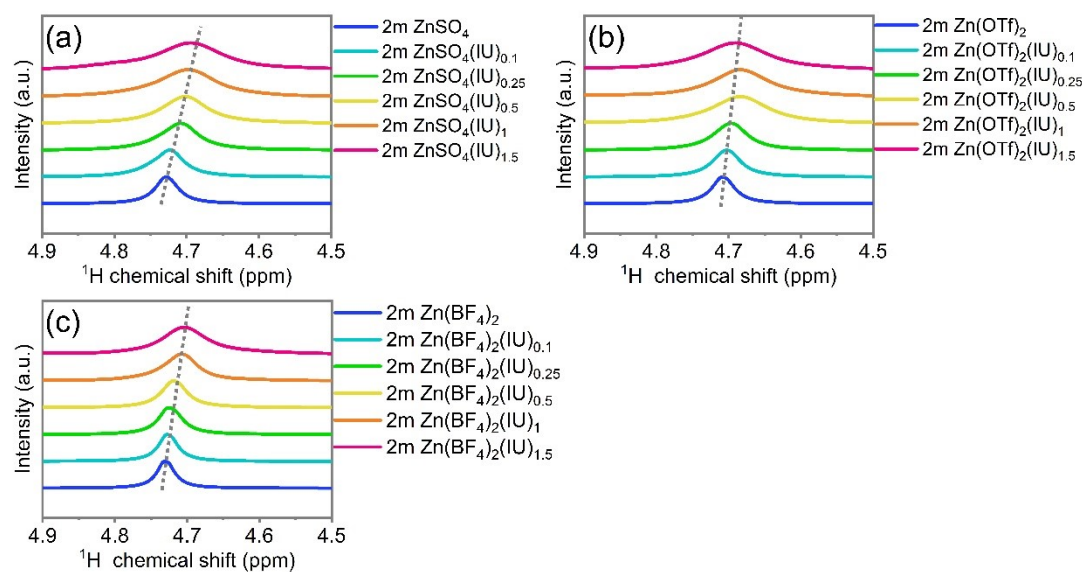 (a)
2m ZnSO₄
2m ZnSO₄(IU)₀.₁
2m ZnSO₄(IU)₀.₂₅
2m ZnSO₄(IU)₀.₅
2m ZnSO₄(IU)₁
2m ZnSO₄(IU)₁.₅
Intensity (a.u.)
4.9 4.8 4.7 4.6 4.5
¹H chemical shift (ppm)
(b)
2m Zn(OTf)₂
2m Zn(OTf)₂(IU)₀.₁
2m Zn(OTf)₂(IU)₀.₂₅
2m Zn(OTf)₂(IU)₀.₅
2m Zn(OTf)₂(IU)₁
2m Zn(OTf)₂(IU)₁.₅
Intensity (a.u.)
4.9 4.8 4.7 4.6 4.5
¹H chemical shift (ppm)
(c)
2m Zn(BF₄)₂
2m Zn(BF₄)₂(IU)₀.₁
2m Zn(BF₄)₂(IU)₀.₂₅
2m Zn(BF₄)₂(IU)₀.₅
2m Zn(BF₄)₂(IU)₁
2m Zn(BF₄)₂(IU)₁.₅
Intensity (a.u.)
4.9 4.8 4.7 4.6 4.5
¹H chemical shift (ppm)